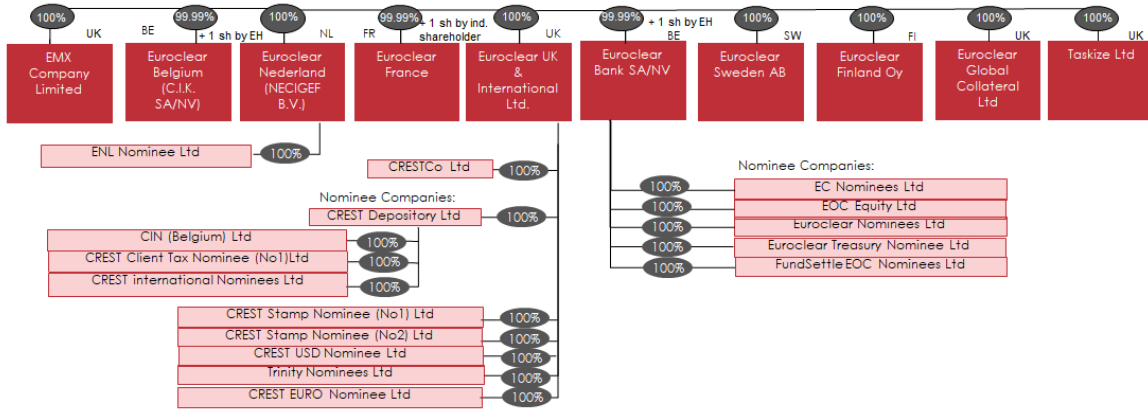 100% 99.99% 100% 99.99% 100% 99.99% 100% 100% 100% 100%
UK BE + 1 sh by EH NL FR + 1 sh by ind. shareholder UK + 1 sh by EH BE SW FI UK UK
EMX Company Limited
Euroclear Belgium (C.I.K. SA/NV)
Euroclear Nederland (NECIGEF B.V.)
Euroclear France
Euroclear UK & International Ltd.
Euroclear Bank SA/NV
Euroclear Sweden AB
Euroclear Finland Oy
Euroclear Global Collateral Ltd
Taskize Ltd
ENL Nominee Ltd 100%
CRESTCo Ltd 100%
Nominee Companies:
CREST Depository Ltd 100%
CIN (Belgium) Ltd 100%
CREST Client Tax Nominee (No1)Ltd 100%
CREST international Nominees Ltd 100%
CREST Stamp Nominee (No1) Ltd 100%
CREST Stamp Nominee (No2) Ltd 100%
CREST USD Nominee Ltd 100%
Trinity Nominees Ltd 100%
CREST EURO Nominee Ltd 100%
Nominee Companies:
100% EC Nominees Ltd
100% EOC Equity Ltd
100% Euroclear Nominees Ltd
100% Euroclear Treasury Nominee Ltd
100% FundSettle EOC Nominees Ltd